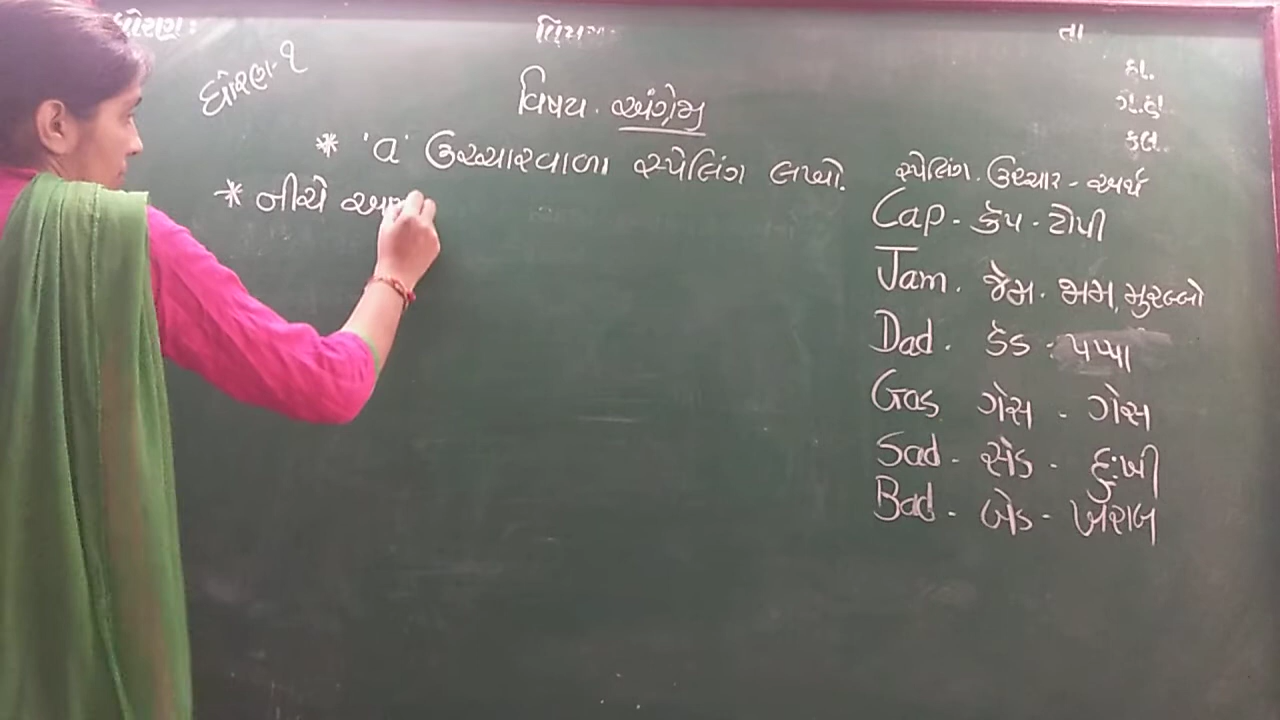 ધોરણ:
વિષય:
તા.
હા.
ગે.હા.
કુલ.
ધોરણ-૧
વિષય. અંગ્રેજી
* 'a' ઉચ્ચારવાળા સ્પેલિંગ લખો.
* નીચે
સ્પેલિંગ. ઉચ્ચાર - અર્થ
Cap - કેપ - ટોપી
Jam. જેમ. જામ, મુરબ્બો
Dad. ડેડ - પપ્પા
Gas ગેસ - ગેસ
Sad - સેડ - દુઃખી
Bad - બેડ - ખરાબ